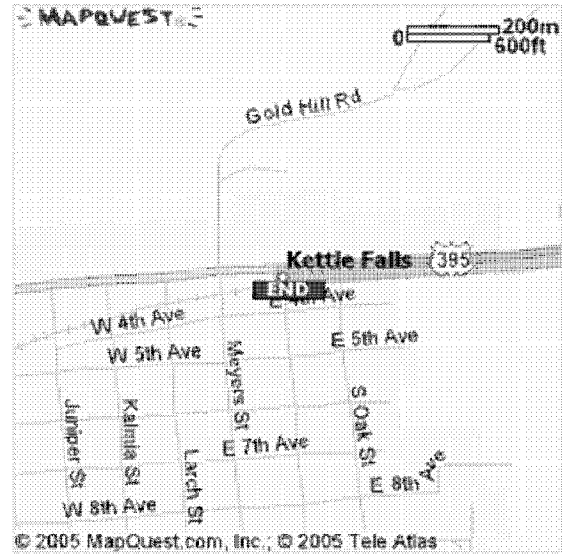 MAPQUEST
200m
0
600ft
Gold Hill Rd
Kettle Falls
395
END
E 4th Ave
W 4th Ave
E 5th Ave
W 5th Ave
Meyers St
Juniper St
Kalmia St
Larch St
S Oak St
E 7th Ave
E 8th Ave
W 8th Ave
© 2005 MapQuest.com, Inc.; © 2005 Tele Atlas